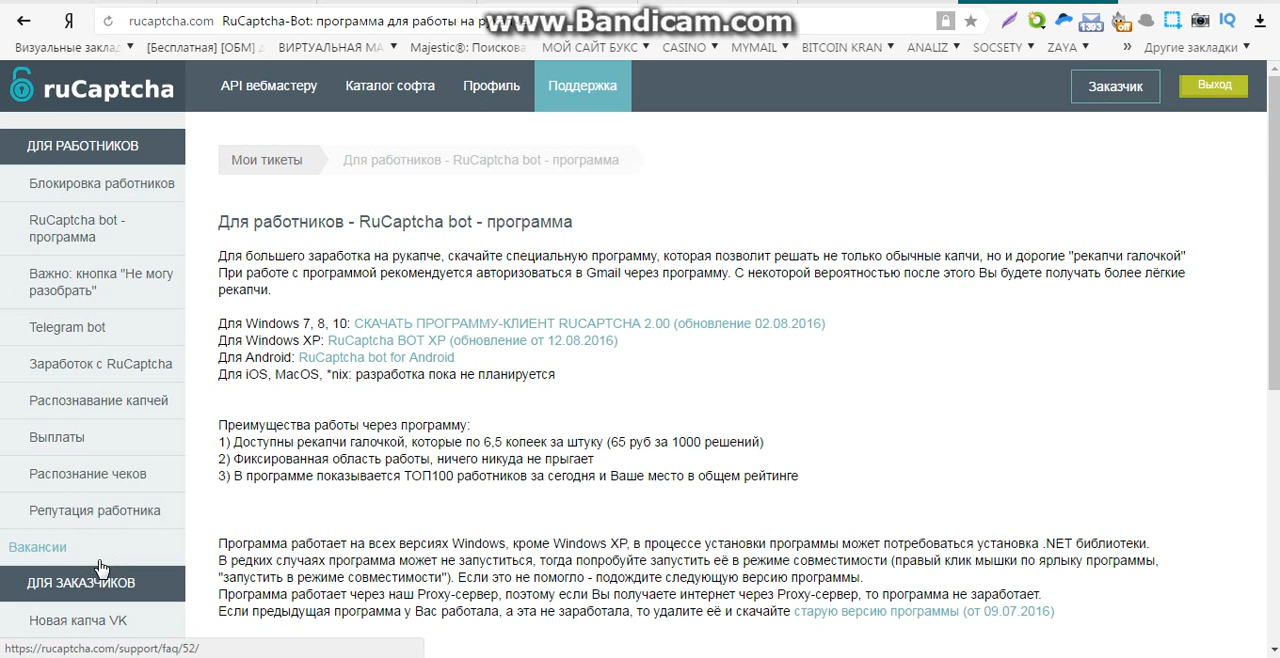 Я
rucaptcha.com RuCaptcha-Bot: программа для работы на
www.Bandicam.com
1393
off
IQ
Визуальные заклад
[Бесплатная] [ОБМ]
ВИРТУАЛЬНАЯ МА
Majestic®: Поискова
МОЙ САЙТ БУКС
CASINO
MYMAIL
BITCOIN KRAN
ANALIZ
SOCSETY
ZAYA
»
Другие закладки
ruCaptcha
API вебмастеру
Каталог софта
Профиль
Поддержка
Заказчик
Выход
ДЛЯ РАБОТНИКОВ
Блокировка работников
RuCaptcha bot -
программа
Важно: кнопка "Не могу
разобрать"
Telegram bot
Заработок с RuCaptcha
Распознавание капчей
Выплаты
Распознание чеков
Репутация работника
Вакансии
ДЛЯ ЗАКАЗЧИКОВ
Новая капча VK
https://rucaptcha.com/support/faq/52/
Мои тикеты
Для работников - RuCaptcha bot - программа
Для работников - RuCaptcha bot - программа
Для большего заработка на рукапче, скачайте специальную программу, которая позволит решать не только обычные капчи, но и дорогие "рекапчи галочкой"
При работе с программой рекомендуется авторизоваться в Gmail через программу. С некоторой вероятностью после этого Вы будете получать более лёгкие
рекапчи.
Для Windows 7, 8, 10: СКАЧАТЬ ПРОГРАММУ-КЛИЕНТ RUCAPTCHA 2.00 (обновление 02.08.2016)
Для Windows XP: RuCaptcha BOT XP (обновление от 12.08.2016)
Для Android: RuCaptcha bot for Android
Для iOS, MacOS, *nix: разработка пока не планируется
Преимущества работы через программу:
1) Доступны рекапчи галочкой, которые по 6,5 копеек за штуку (65 руб за 1000 решений)
2) Фиксированная область работы, ничего никуда не прыгает
3) В программе показывается ТОП100 работников за сегодня и Ваше место в общем рейтинге
Программа работает на всех версиях Windows, кроме Windows XP, в процессе установки программы может потребоваться установка .NET библиотеки.
В редких случаях программа может не запуститься, тогда попробуйте запустить её в режиме совместимости (правый клик мышки по ярлыку программы,
"запустить в режиме совместимости"). Если это не помогло - подождите следующую версию программы.
Программа работает через наш Proxy-сервер, поэтому если Вы получаете интернет через Proxy-сервер, то программа не заработает.
Если предыдущая программа у Вас работала, а эта не заработала, то удалите её и скачайте старую версию программы (от 09.07.2016)